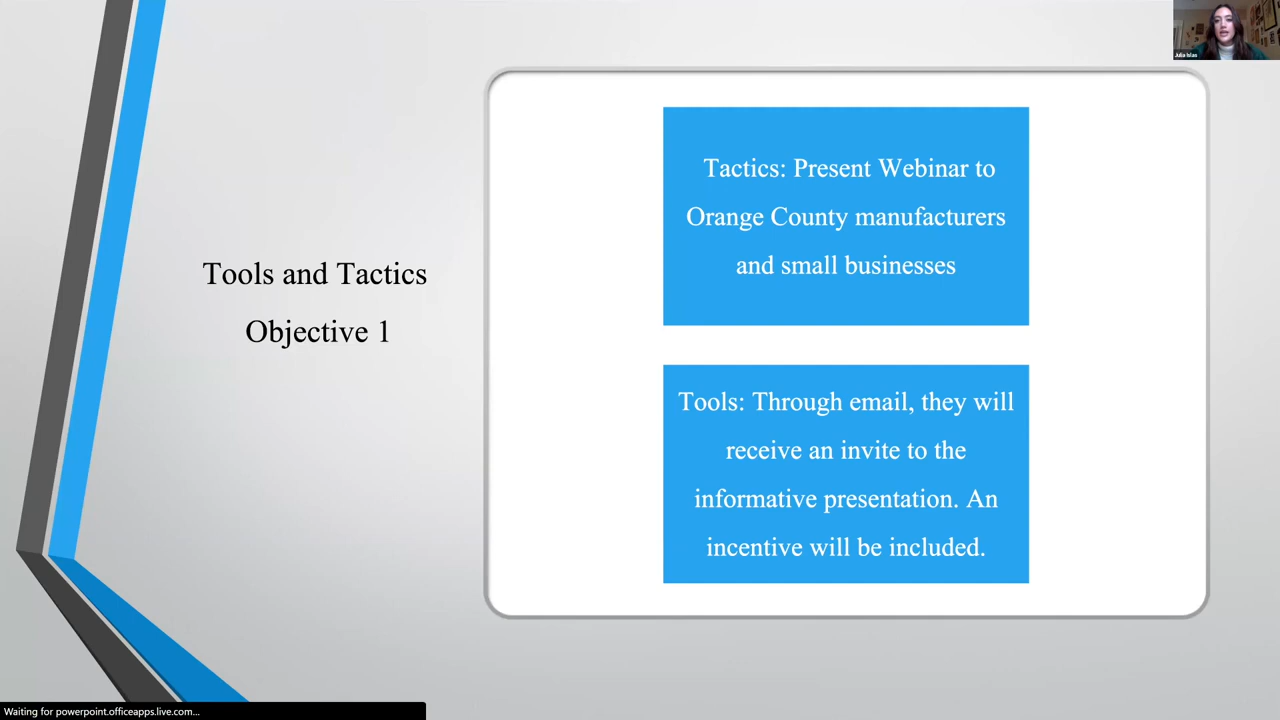 Julia Islas
Tools and Tactics
Objective 1
Tactics: Present Webinar to
Orange County manufacturers
and small businesses
Tools: Through email, they will
receive an invite to the
informative presentation. An
incentive will be included.
Waiting for powerpoint.officeapps.live.com...